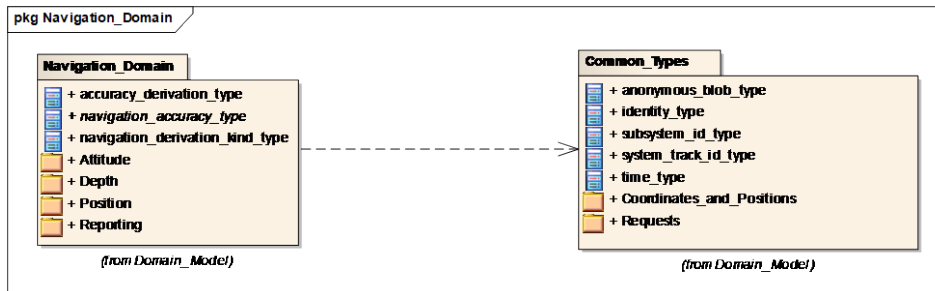 pkg Navigation_Domain
Navigation_Domain
+ accuracy_derivation_type
+ navigation_accuracy_type
+ navigation_derivation_kind_type
+ Attitude
+ Depth
+ Position
+ Reporting
(from Domain_Model)
Common_Types
+ anonymous_blob_type
+ identity_type
+ subsystem_id_type
+ system_track_id_type
+ time_type
+ Coordinates_and_Positions
+ Requests
(from Domain_Model)